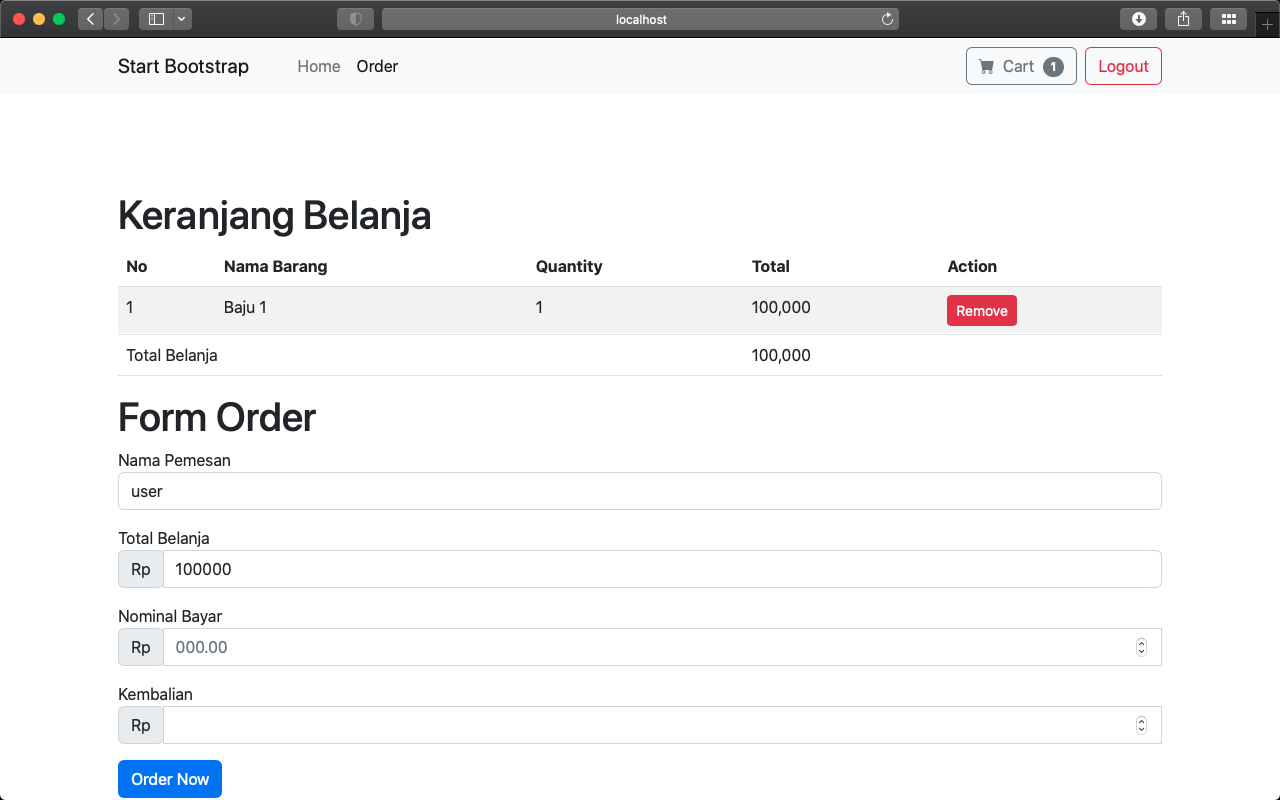 localhost
Start Bootstrap Home Order Cart 1 Logout
Keranjang Belanja
No Nama Barang Quantity Total Action
1 Baju 1 1 100,000 Remove
Total Belanja 100,000
Form Order
Nama Pemesan
user
Total Belanja
Rp 100000
Nominal Bayar
Rp 000.00
Kembalian
Rp
Order Now